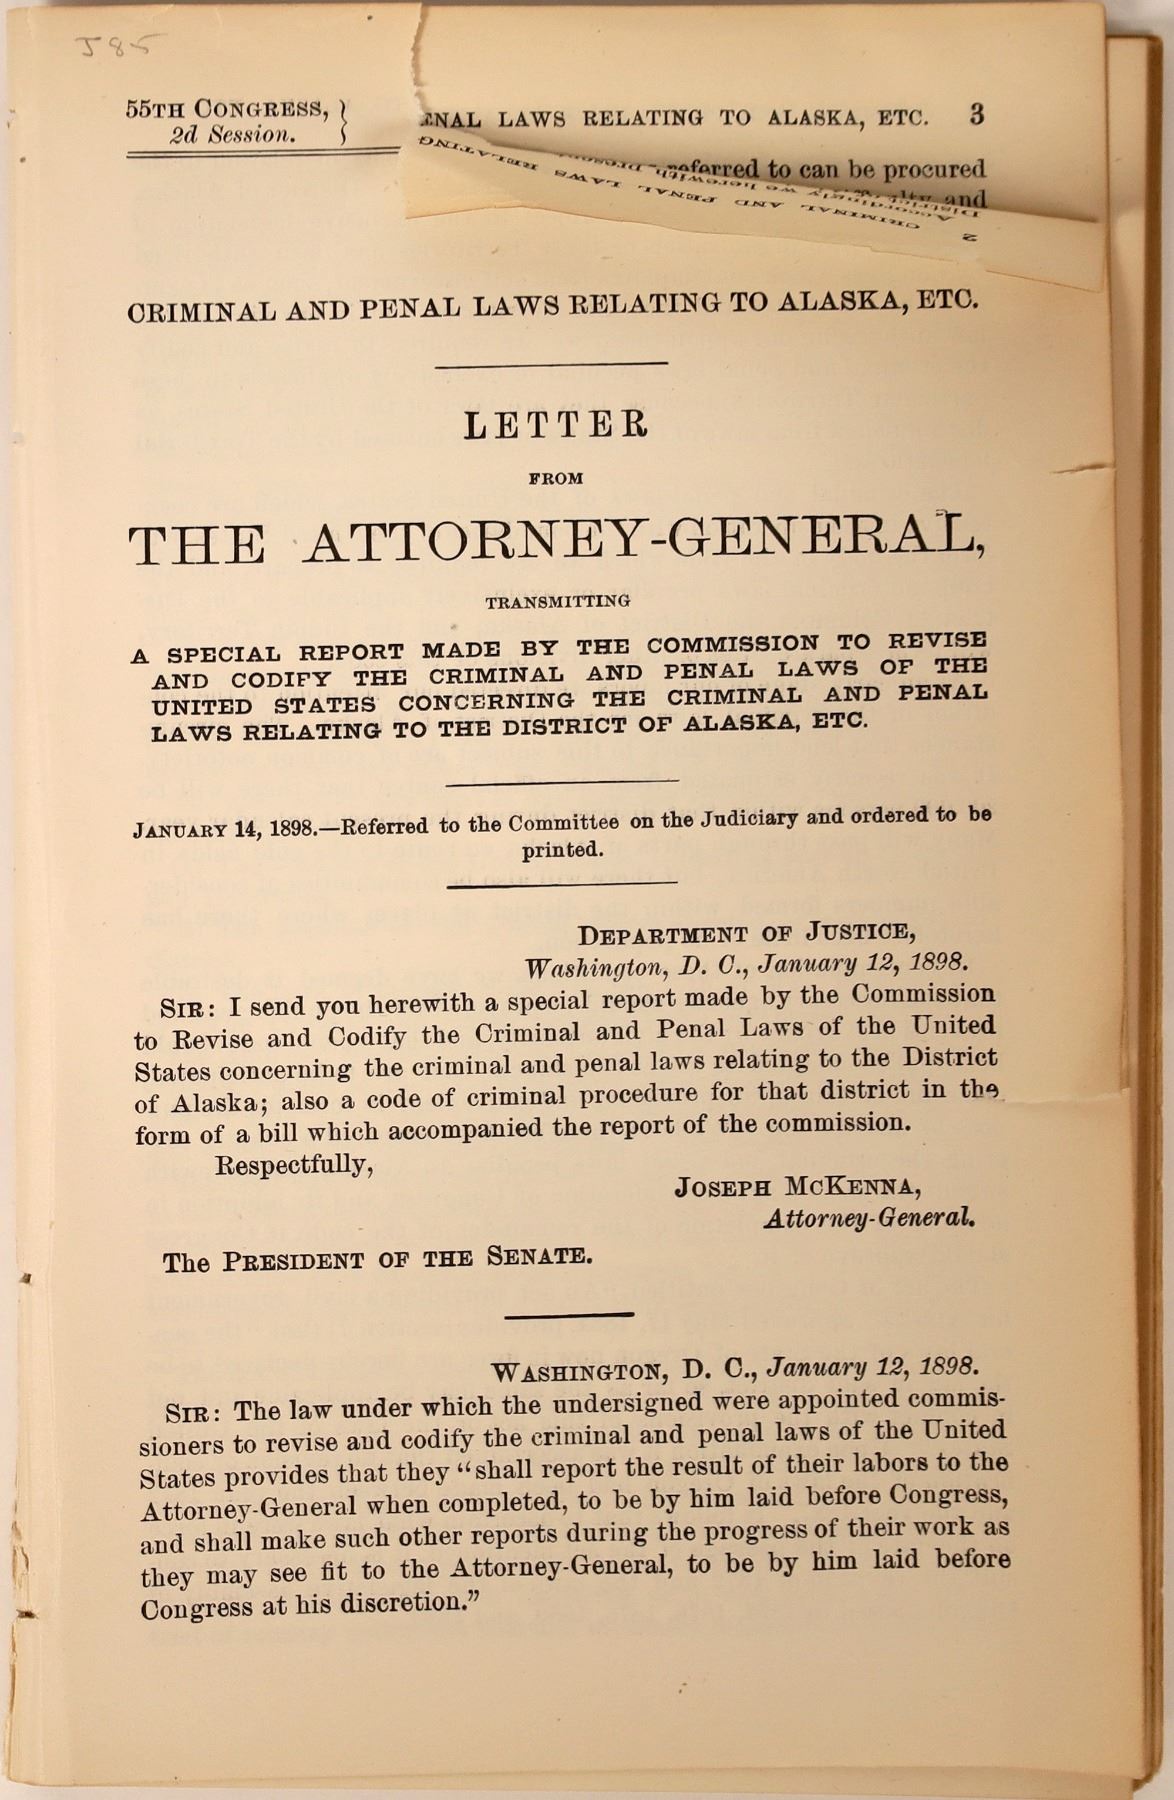 J85
55TH CONGRESS, }
2d Session. }
ENAL LAWS RELATING TO ALASKA, ETC. 3
referred to can be procured
and
2 CRIMINAL AND PENAL LAWS RELATING
Accordingly we herewith present
District
CRIMINAL AND PENAL LAWS RELATING TO ALASKA, ETC.
LETTER
FROM
THE ATTORNEY-GENERAL,
TRANSMITTING
A SPECIAL REPORT MADE BY THE COMMISSION TO REVISE
AND CODIFY THE CRIMINAL AND PENAL LAWS OF THE
UNITED STATES CONCERNING THE CRIMINAL AND PENAL
LAWS RELATING TO THE DISTRICT OF ALASKA, ETC.
JANUARY 14, 1898.—Referred to the Committee on the Judiciary and ordered to be
printed.
DEPARTMENT OF JUSTICE,
Washington, D. C., January 12, 1898.
SIR: I send you herewith a special report made by the Commission
to Revise and Codify the Criminal and Penal Laws of the United
States concerning the criminal and penal laws relating to the District
of Alaska; also a code of criminal procedure for that district in the
form of a bill which accompanied the report of the commission.
Respectfully,
JOSEPH MCKENNA,
Attorney-General.
The PRESIDENT OF THE SENATE.
WASHINGTON, D. C., January 12, 1898.
SIR: The law under which the undersigned were appointed commis-
sioners to revise and codify the criminal and penal laws of the United
States provides that they “shall report the result of their labors to the
Attorney-General when completed, to be by him laid before Congress,
and shall make such other reports during the progress of their work as
they may see fit to the Attorney-General, to be by him laid before
Congress at his discretion.”